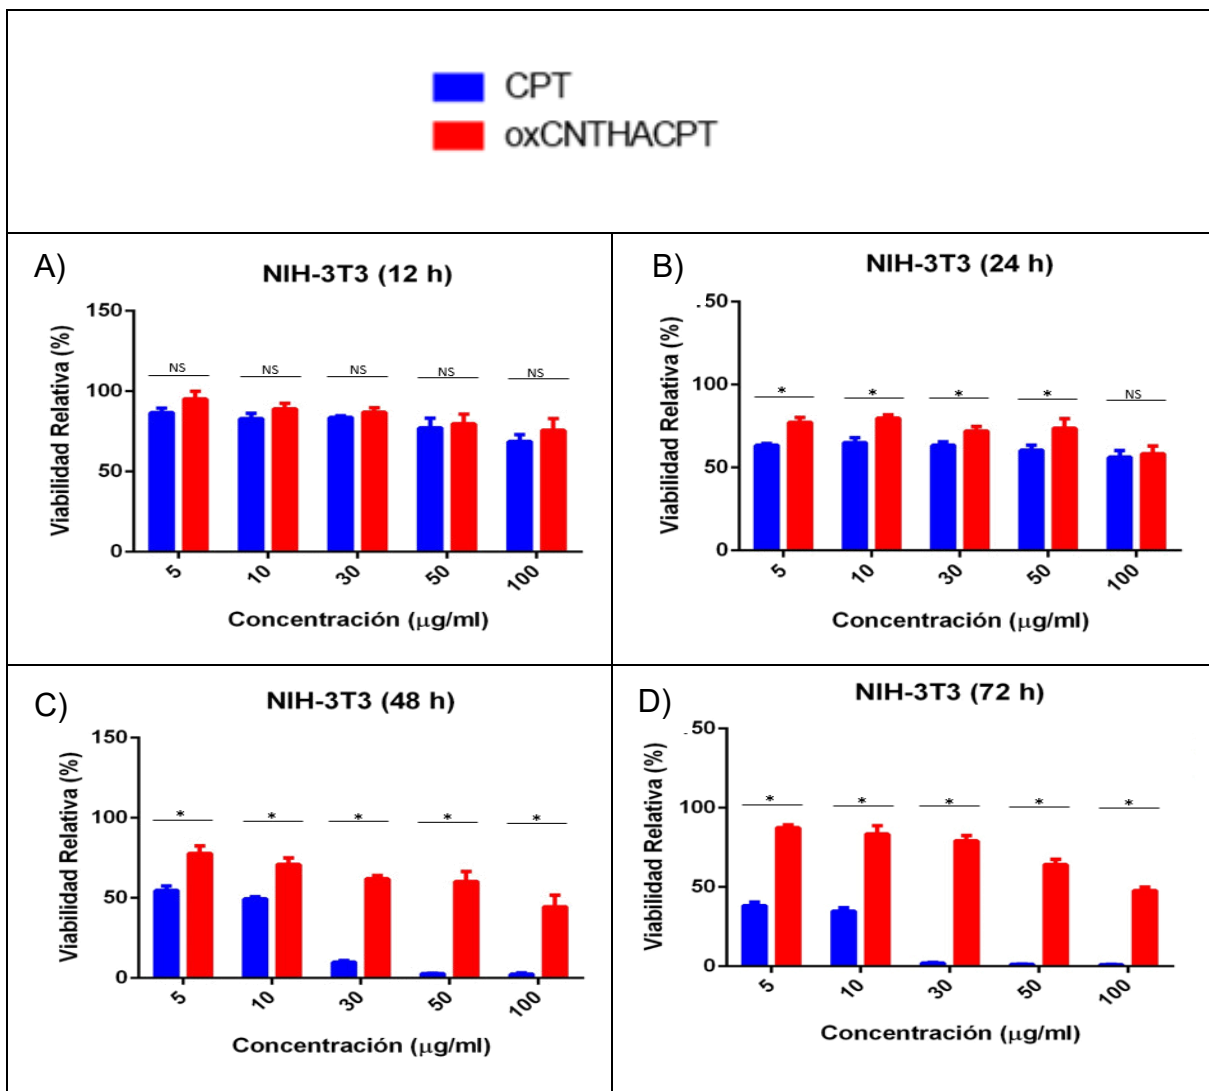 CPT
oxCNTHACPT
A)
NIH-3T3 (12 h)
Viabilidad Relativa (%)
150
100
50
0
NS
NS
NS
NS
NS
5
10
30
50
100
Concentración (µg/ml)
B)
NIH-3T3 (24 h)
Viabilidad Relativa (%)
50
100
50
0
*
*
*
*
NS
5
10
30
50
100
Concentración (µg/ml)
C)
NIH-3T3 (48 h)
Viabilidad Relativa (%)
150
100
50
0
*
*
*
*
*
5
10
30
50
100
Concentración (µg/ml)
D)
NIH-3T3 (72 h)
Viabilidad Relativa (%)
50
100
50
0
*
*
*
*
*
5
10
30
50
100
Concentración (µg/ml)